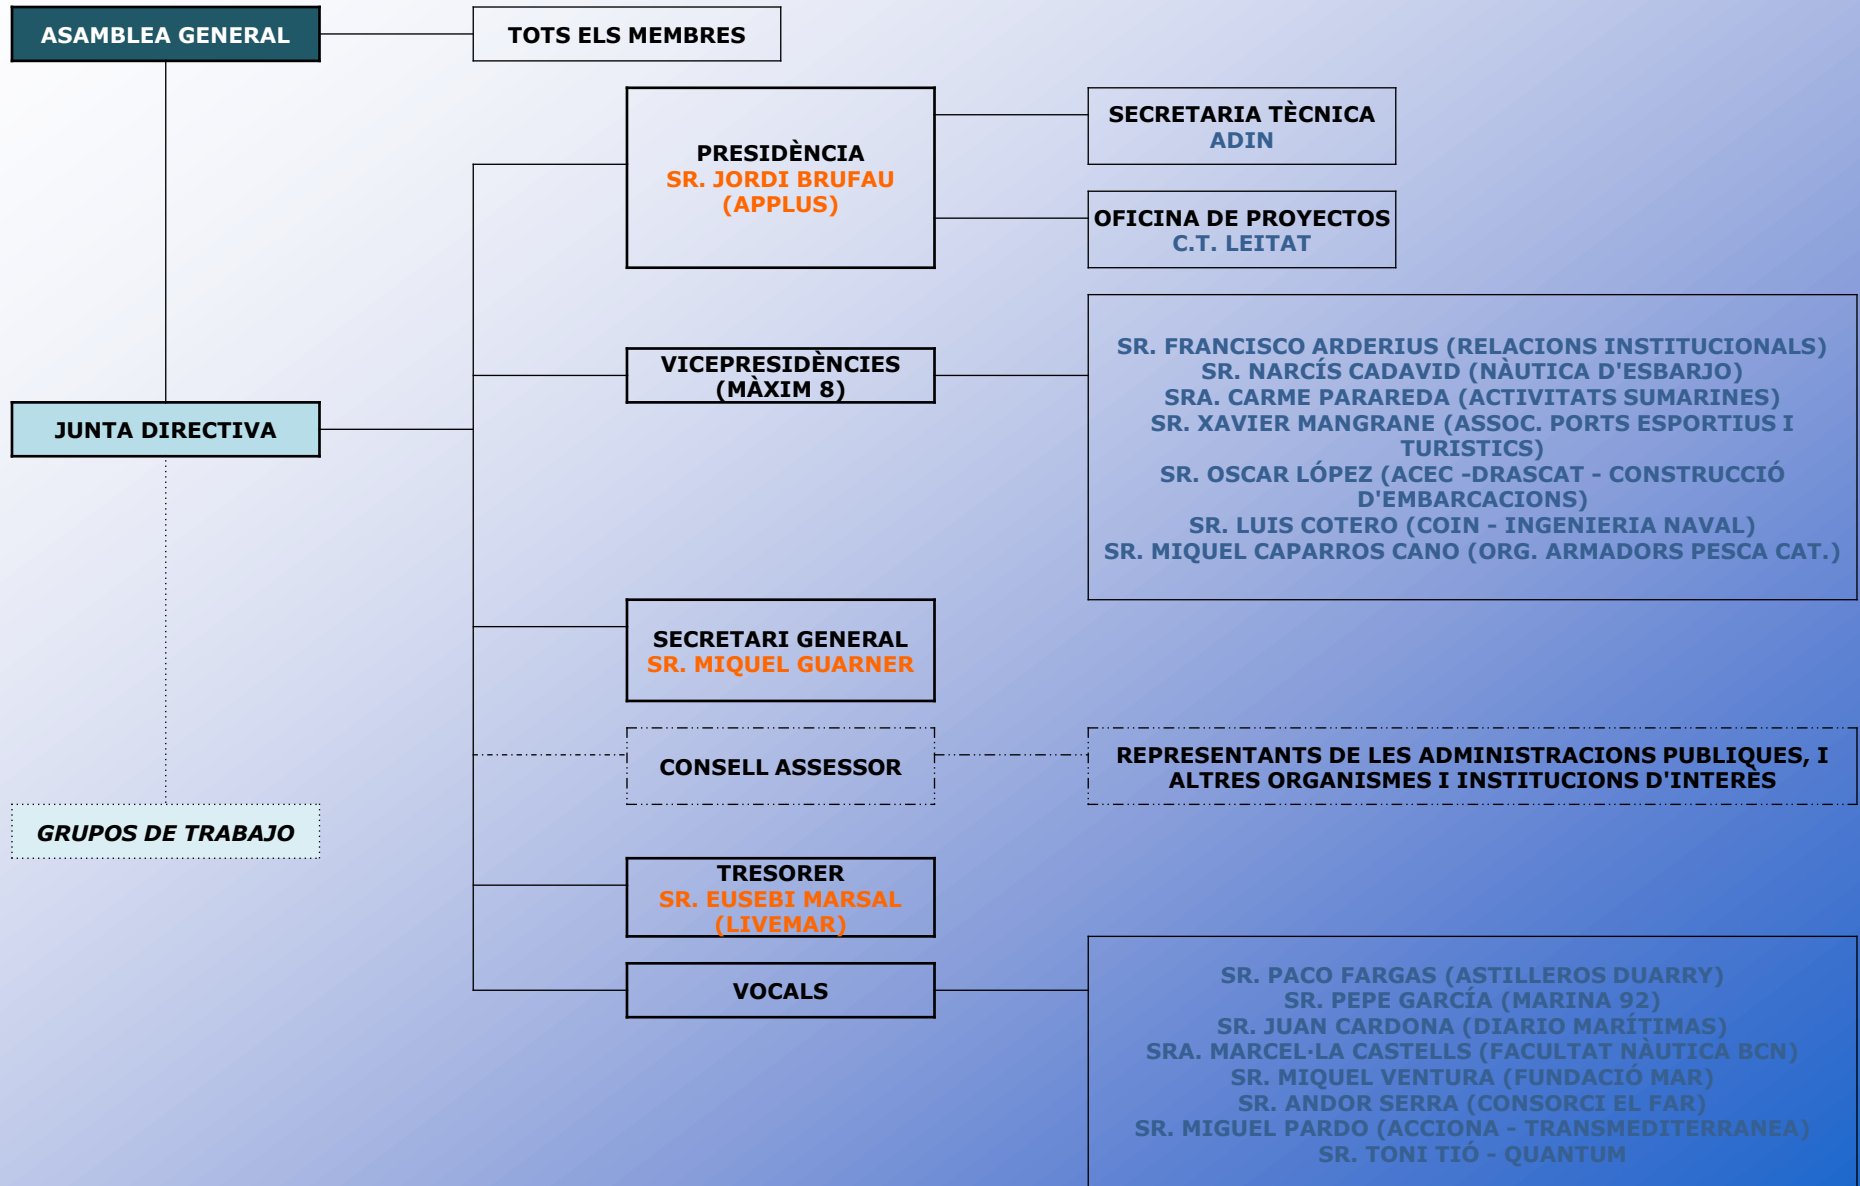 ASAMBLEA GENERAL
TOTS ELS MEMBRES
PRESIDÈNCIA
SR. JORDI BRUFAU
(APPLUS)
SECRETARIA TÈCNICA
ADIN
OFICINA DE PROYECTOS
C.T. LEITAT
VICEPRESIDÈNCIES
(MÀXIM 8)
SR. FRANCISCO ARDERIUS (RELACIONS INSTITUCIONALS)
SR. NARCÍS CADAVID (NÀUTICA D'ESBARJO)
SRA. CARME PARAREDA (ACTIVITATS SUMARINES)
SR. XAVIER MANGRANE (ASSOC. PORTS ESPORTIUS I
TURISTICS)
SR. OSCAR LÓPEZ (ACEC -DRASCAT - CONSTRUCCIÓ
D'EMBARCACIONS)
SR. LUIS COTERO (COIN - INGENIERIA NAVAL)
SR. MIQUEL CAPARROS CANO (ORG. ARMADORS PESCA CAT.)
JUNTA DIRECTIVA
SECRETARI GENERAL
SR. MIQUEL GUARNER
CONSELL ASSESSOR
REPRESENTANTS DE LES ADMINISTRACIONS PUBLIQUES, I
ALTRES ORGANISMES I INSTITUCIONS D'INTERÈS
GRUPOS DE TRABAJO
TRESORER
SR. EUSEBI MARSAL
(LIVEMAR)
VOCALS
SR. PACO FARGAS (ASTILLEROS DUARRY)
SR. PEPE GARCÍA (MARINA 92)
SR. JUAN CARDONA (DIARIO MARÍTIMAS)
SRA. MARCEL·LA CASTELLS (FACULTAT NÀUTICA BCN)
SR. MIQUEL VENTURA (FUNDACIÓ MAR)
SR. ANDOR SERRA (CONSORCI EL FAR)
SR. MIGUEL PARDO (ACCIONA - TRANSMEDITERRANEA)
SR. TONI TIÓ - QUANTUM